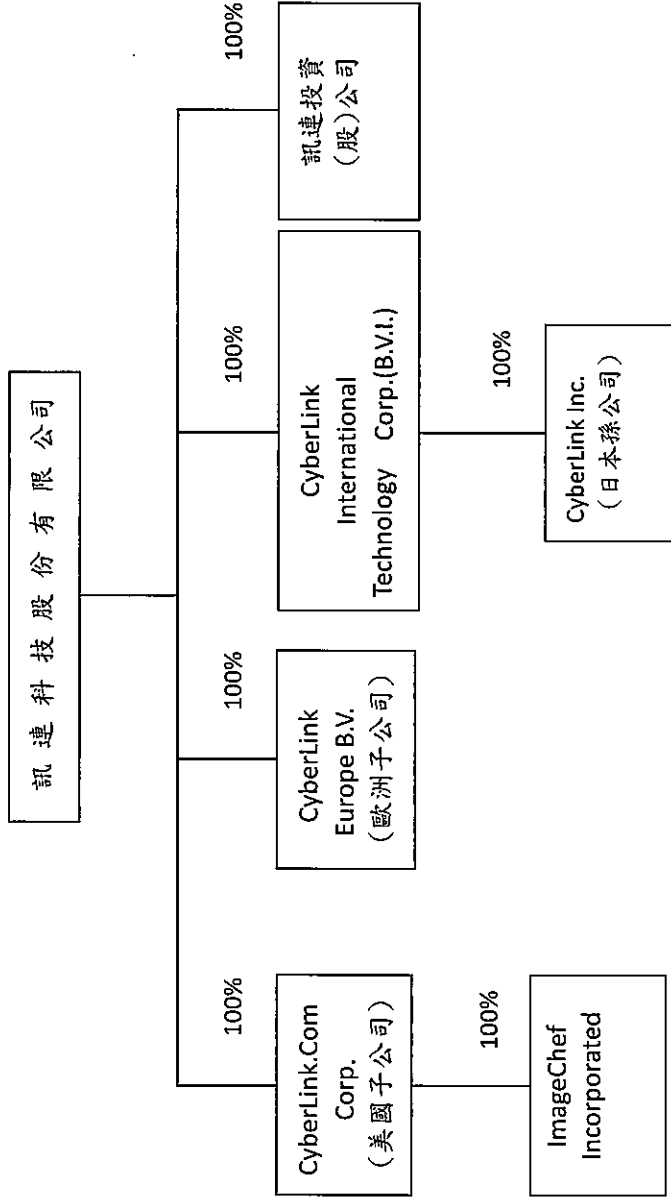 訊連科技股份有限公司
100%
100%
100%
100%
CyberLink.Com
Corp.
(美國子公司)
CyberLink
Europe B.V.
(歐洲子公司)
CyberLink
International
Technology Corp.(B.V.I.)
訊連投資
(股)公司
100%
100%
ImageChef
Incorporated
CyberLink Inc.
(日本孫公司)